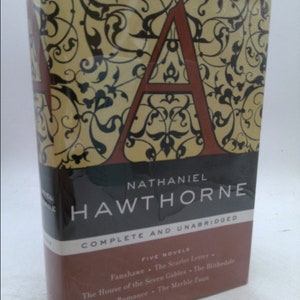 A
NATHANIEL
HAWTHORNE
COMPLETE AND UNABRIDGED
FIVE NOVELS
Fanshawe • The Scarlet Letter
The House of the Seven Gables • The Blithedale
Romance • The Marble Faun